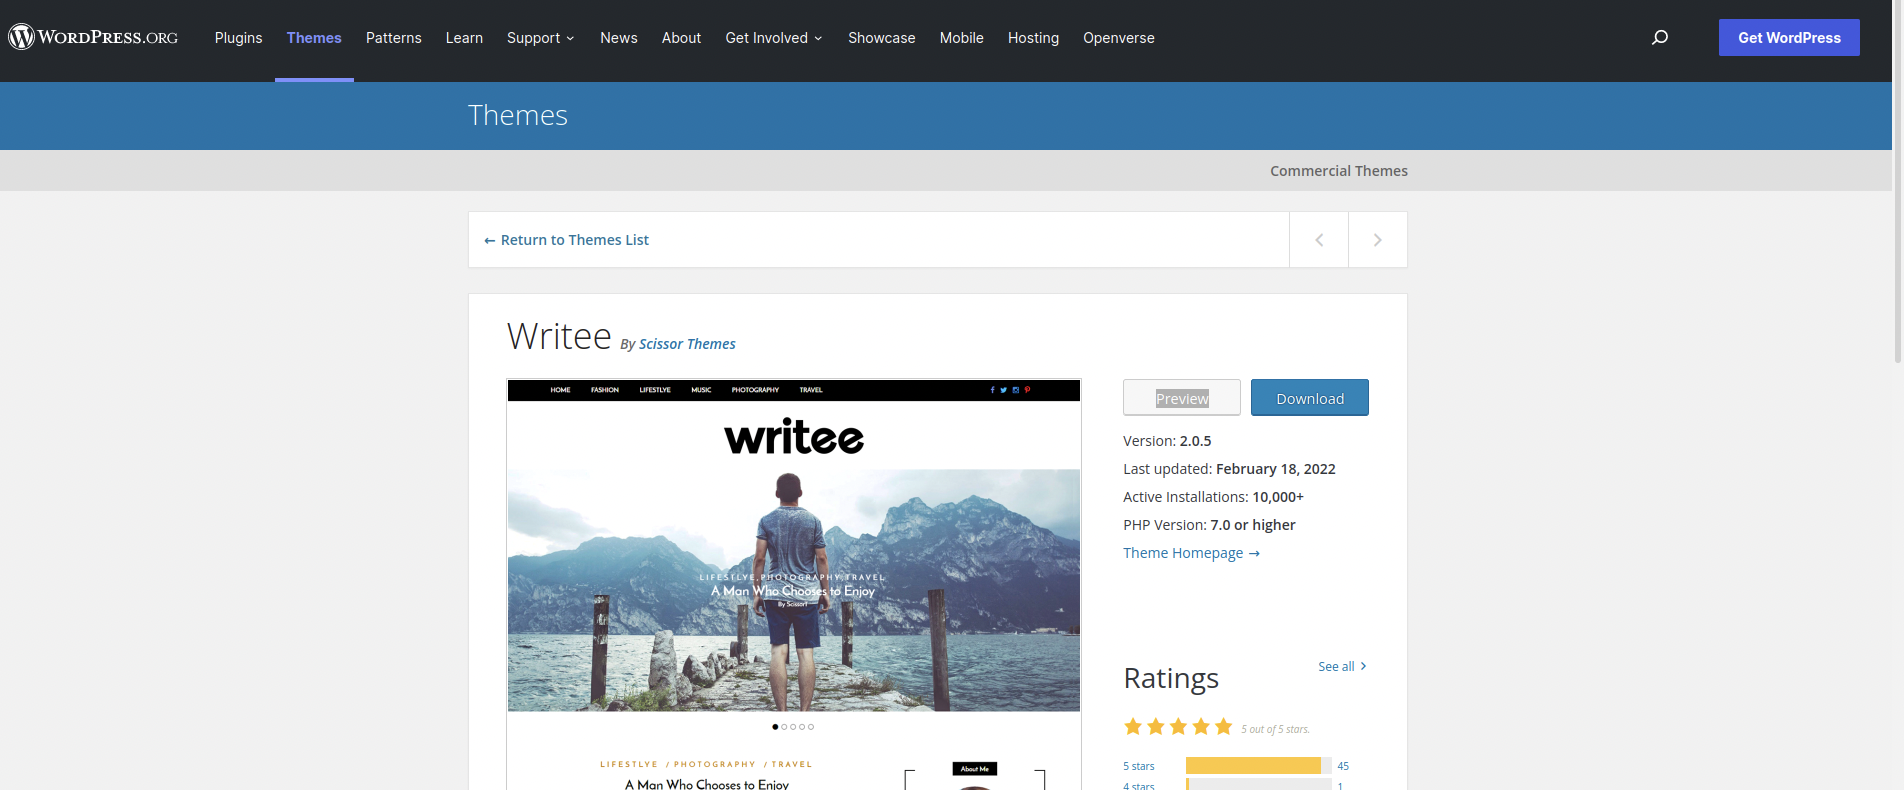 WORDPRESS.ORG Plugins Themes Patterns Learn Support News About Get Involved Showcase Mobile Hosting Openverse Get WordPress
Themes
Commercial Themes
← Return to Themes List
Writee By Scissor Themes
HOME FASHION LIFESTLYE MUSIC PHOTOGRAPHY TRAVEL
writee
LIFESTLYE,PHOTOGRAPHY,TRAVEL
A Man Who Chooses to Enjoy
By Scissort
LIFESTLYE / PHOTOGRAPHY / TRAVEL
A Man Who Chooses to Enjoy
About Me
Preview Download
Version: 2.0.5
Last updated: February 18, 2022
Active Installations: 10,000+
PHP Version: 7.0 or higher
Theme Homepage →
Ratings See all >
5 out of 5 stars.
5 stars 45
4 stars 1